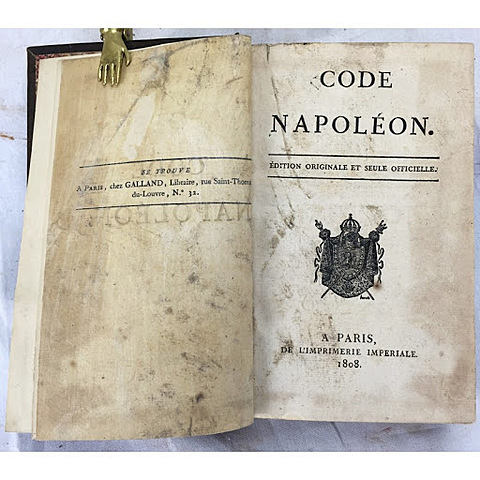 SE TROUVE
A PARIS, chez GALLAND, Libraire, rue Saint-Thomas-
du-Louvre, N.° 32.
CODE
NAPOLÉON.
ÉDITION ORIGINALE ET SEULE OFFICIELLE.
A PARIS,
DE L'IMPRIMERIE IMPERIALE.
1808.